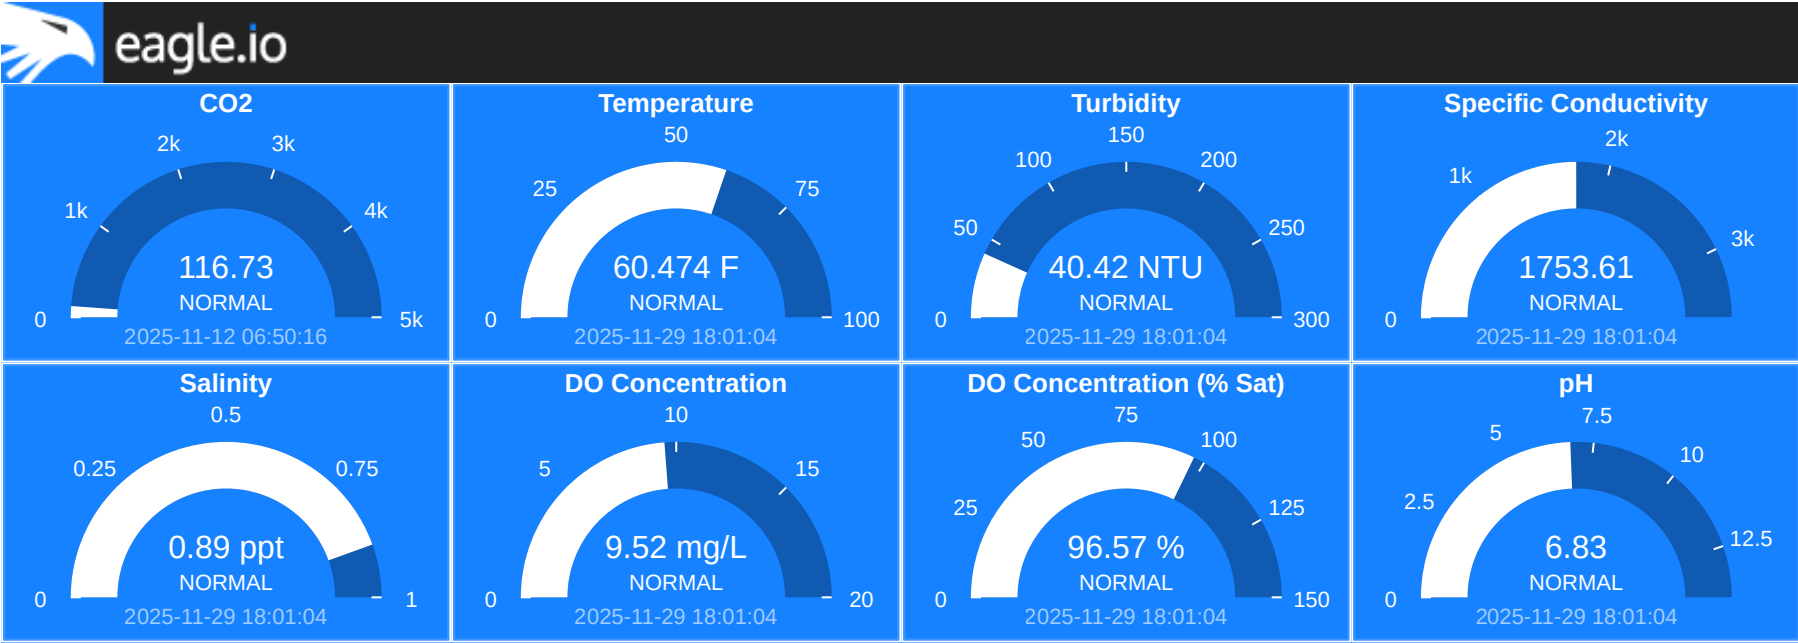 eagle.io
CO2
2k 3k
1k 4k
116.73
NORMAL
0 5k
2025-11-12 06:50:16
Temperature
50
25 75
60.474 F
NORMAL
0 100
2025-11-29 18:01:04
Turbidity
150
100 200
50 250
40.42 NTU
NORMAL
0 300
2025-11-29 18:01:04
Specific Conductivity
2k
1k
3k
1753.61
NORMAL
0
2025-11-29 18:01:04
Salinity
0.5
0.25 0.75
0.89 ppt
NORMAL
0 1
2025-11-29 18:01:04
DO Concentration
10
5 15
9.52 mg/L
NORMAL
0 20
2025-11-29 18:01:04
DO Concentration (% Sat)
75
50 100
25 125
96.57 %
NORMAL
0 150
2025-11-29 18:01:04
pH
7.5
5
10
2.5
12.5
6.83
NORMAL
0
2025-11-29 18:01:04